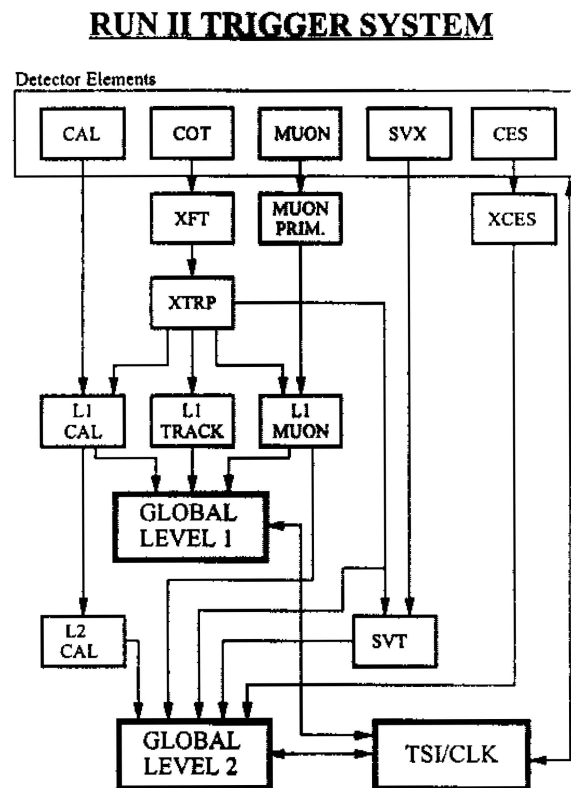 RUN II TRIGGER SYSTEM
Detector Elements
CAL
COT
MUON
SVX
CES
XFT
MUON
PRIM.
XCES
XTRP
L1
CAL
L1
TRACK
L1
MUON
GLOBAL
LEVEL 1
L2
CAL
SVT
GLOBAL
LEVEL 2
TSI/CLK